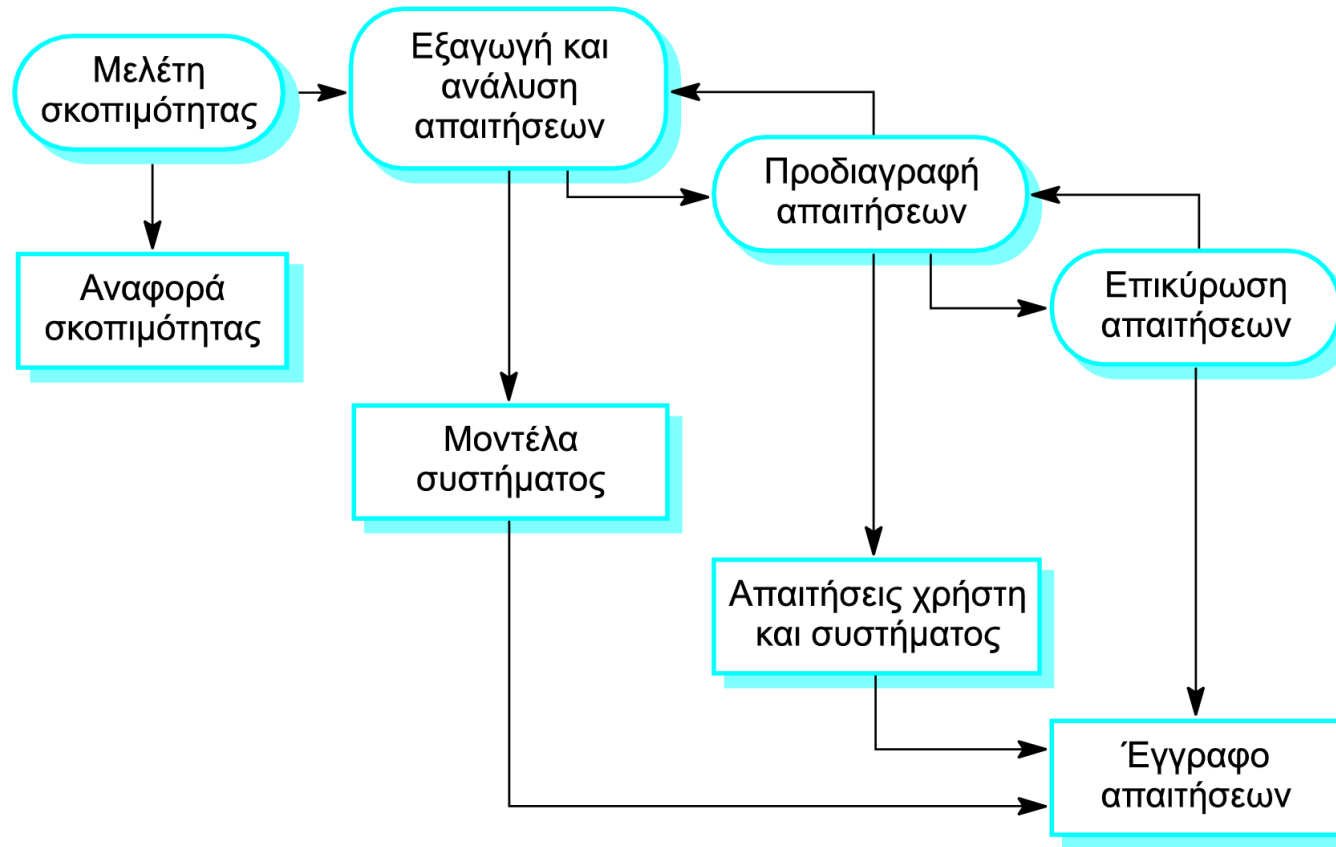 Μελέτη
σκοπιμότητας
Εξαγωγή και
ανάλυση
απαιτήσεων
Προδιαγραφή
απαιτήσεων
Επικύρωση
απαιτήσεων
Αναφορά
σκοπιμότητας
Μοντέλα
συστήματος
Απαιτήσεις χρήστη
και συστήματος
Έγγραφο
απαιτήσεων